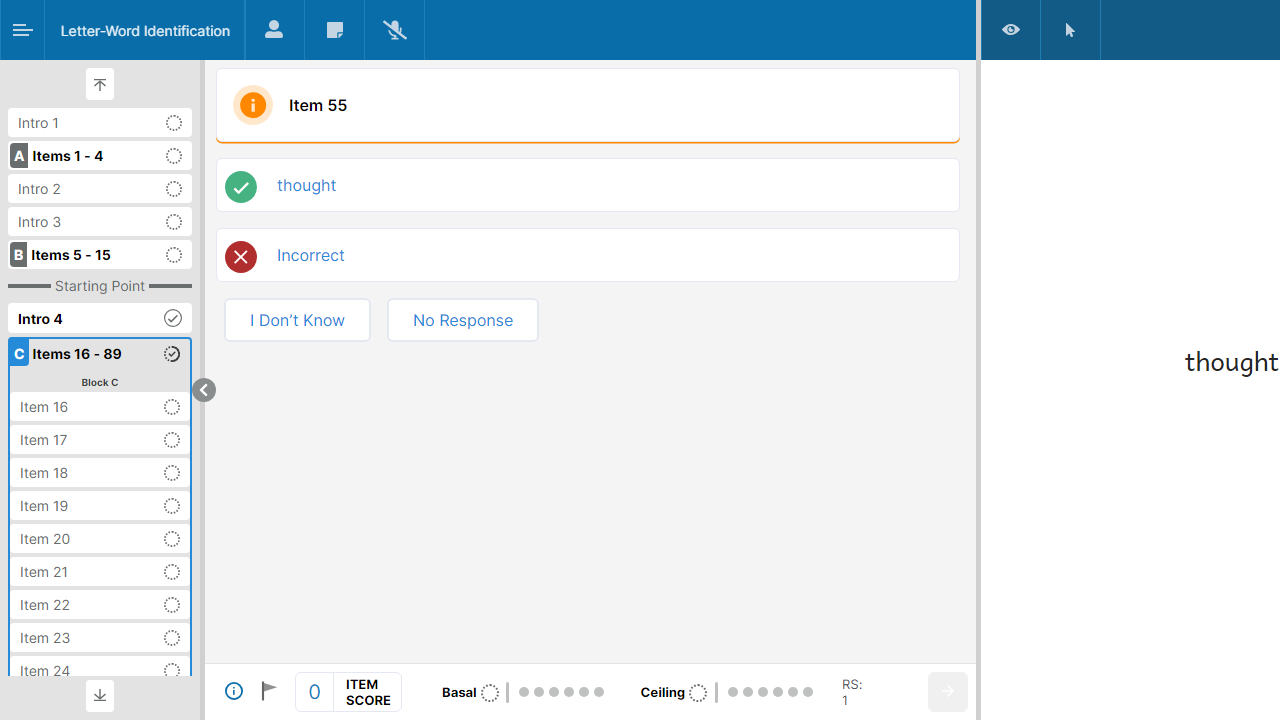 Letter-Word Identification
Intro 1
A Items 1 - 4
Intro 2
Intro 3
B Items 5 - 15
Starting Point
Intro 4
C Items 16 - 89
Block C
Item 16
Item 17
Item 18
Item 19
Item 20
Item 21
Item 22
Item 23
Item 24
Item 55
thought
Incorrect
I Don’t Know
No Response
0 ITEM SCORE
Basal
Ceiling
RS:
1
thought